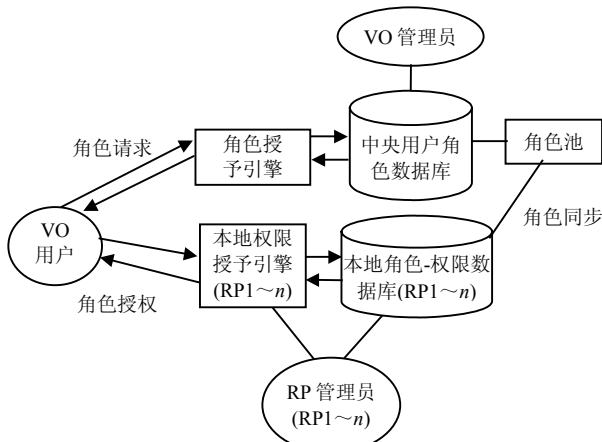 VO 管理员
角色请求
角色授
予引擎
中央用户角
色数据库
角色池
角色同步
VO
用户
本地权限
授予引擎
(RP1～n)
本地角色-权限数
据库(RP1～n)
角色授权
RP 管理员
(RP1～n)